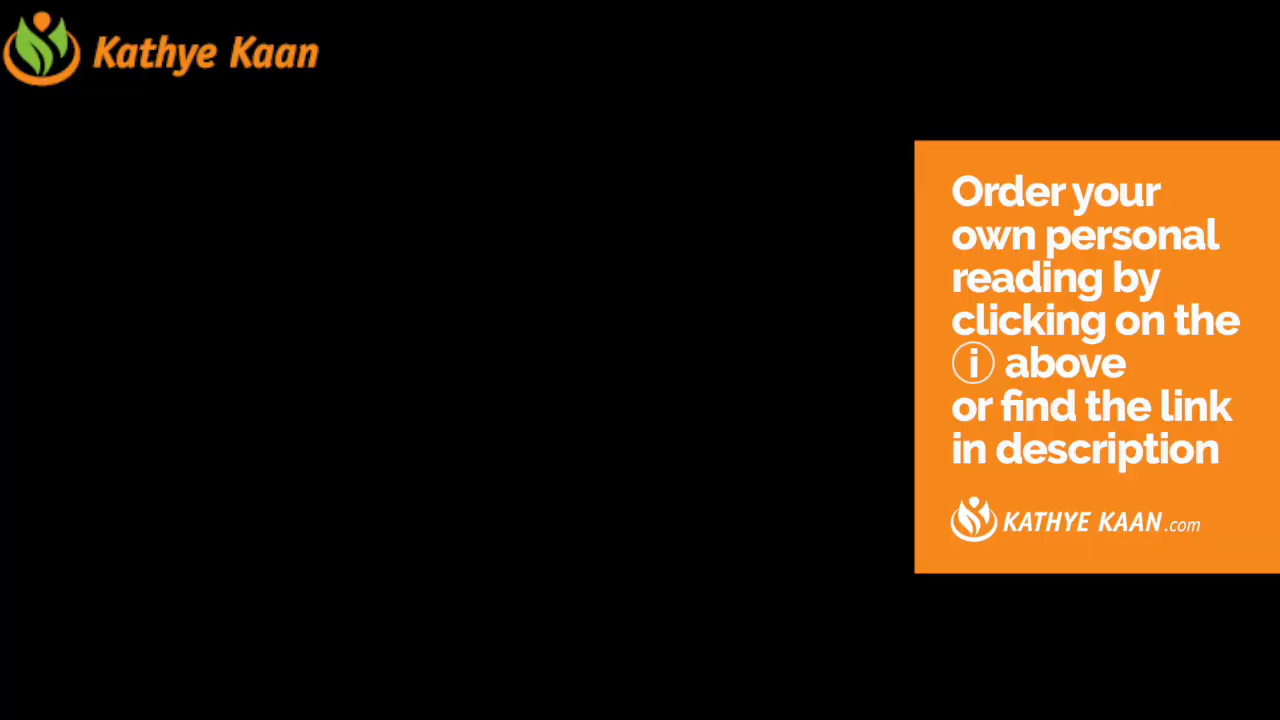 Kathye Kaan
Order your
own personal
reading by
clicking on the
i above
or find the link
in description
KATHYE KAAN.com